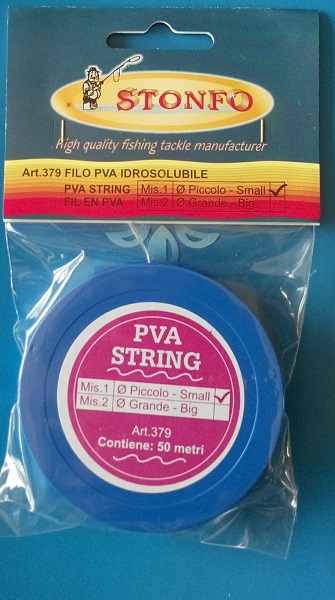 ® STONFO
High quality fishing tackle manufacturer
Art.379 FILO PVA IDROSOLUBILE
PVA STRING Mis.1 Ø Piccolo - Small ✓
FIL EN PVA Mis.2 Ø Grande - Big
PVA
STRING
Mis.1 Ø Piccolo - Small ✓
Mis.2 Ø Grande - Big
Art.379
Contiene: 50 metri